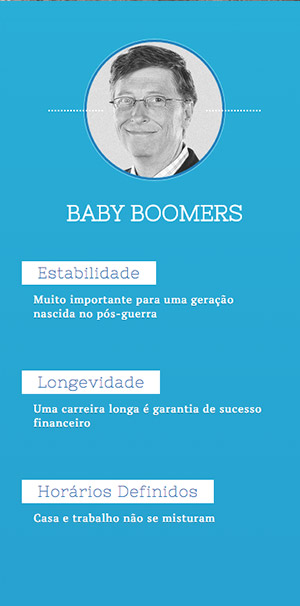 BABY BOOMERS
Estabilidade
Muito importante para uma geração
nascida no pós-guerra
Longevidade
Uma carreira longa é garantia de sucesso
financeiro
Horários Definidos
Casa e trabalho não se misturam